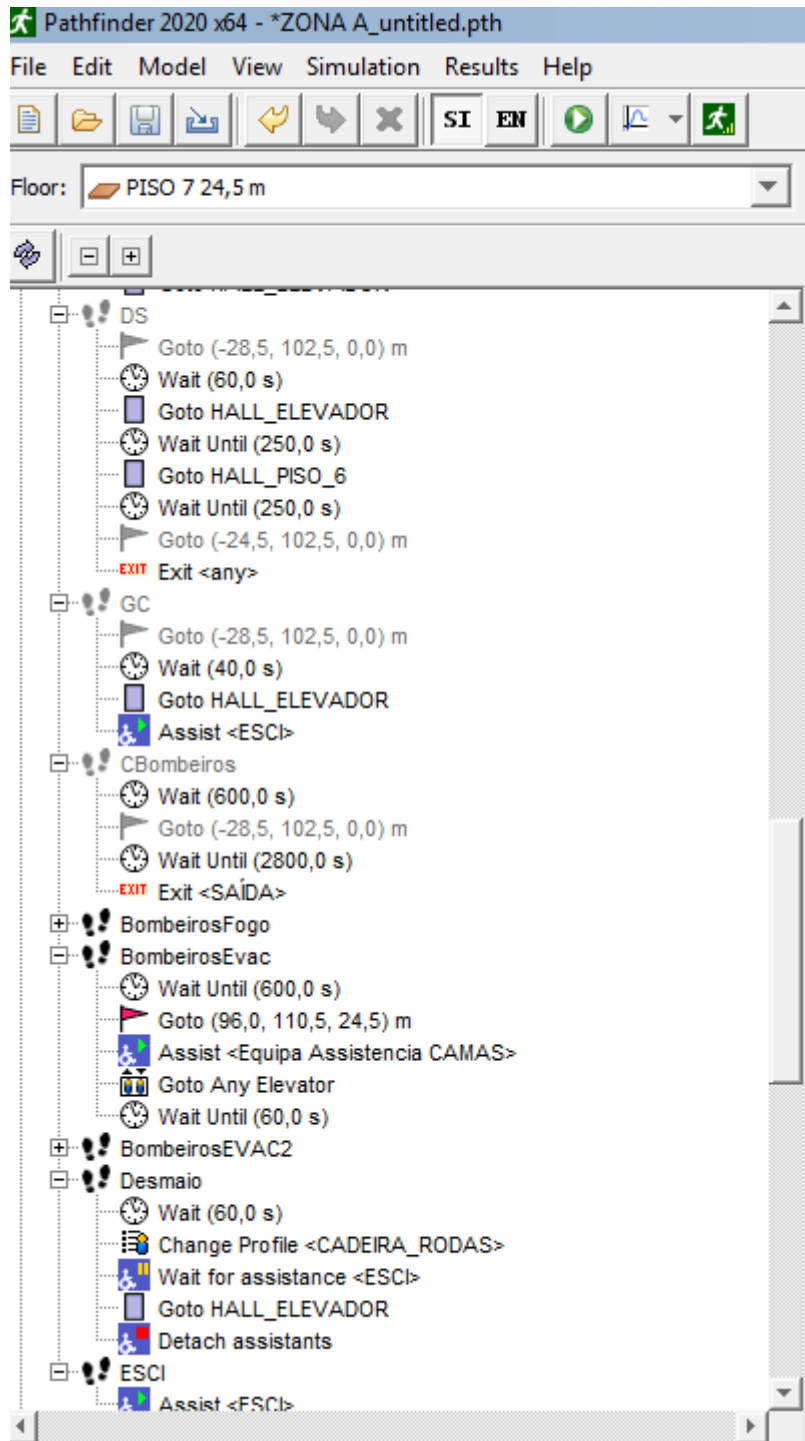 Pathfinder 2020 x64 - *ZONA A_untitled.pth
File Edit Model View Simulation Results Help
SI EN
Floor: PISO 7 24,5 m
DS
Goto (-28,5, 102,5, 0,0) m
Wait (60,0 s)
Goto HALL_ELEVADOR
Wait Until (250,0 s)
Goto HALL_PISO_6
Wait Until (250,0 s)
Goto (-24,5, 102,5, 0,0) m
EXIT Exit <any>
GC
Goto (-28,5, 102,5, 0,0) m
Wait (40,0 s)
Goto HALL_ELEVADOR
Assist <ESCI>
CBombeiros
Wait (600,0 s)
Goto (-28,5, 102,5, 0,0) m
Wait Until (2800,0 s)
EXIT Exit <SAÍDA>
BombeirosFogo
BombeirosEvac
Wait Until (600,0 s)
Goto (96,0, 110,5, 24,5) m
Assist <Equipa Assistencia CAMAS>
Goto Any Elevator
Wait Until (60,0 s)
BombeirosEVAC2
Desmaio
Wait (60,0 s)
Change Profile <CADEIRA_RODAS>
Wait for assistance <ESCI>
Goto HALL_ELEVADOR
Detach assistants
ESCI
Assist <ESCI>